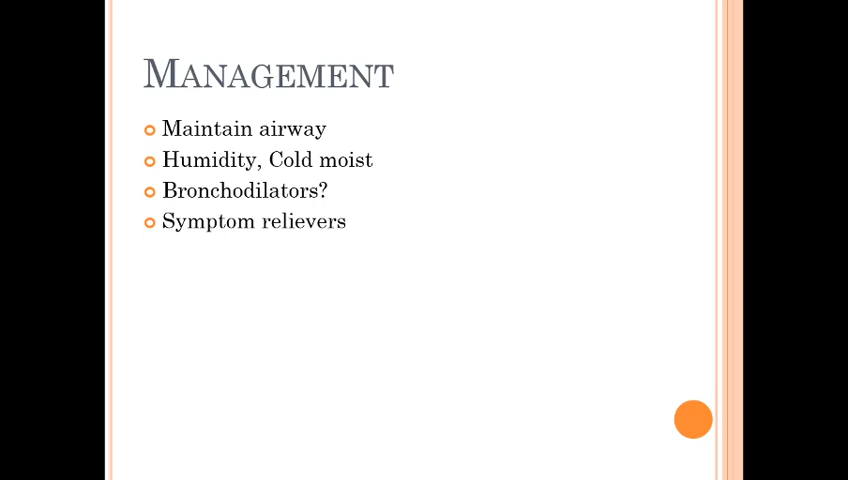 Management
Maintain airway
Humidity, Cold moist
Bronchodilators?
Symptom relievers